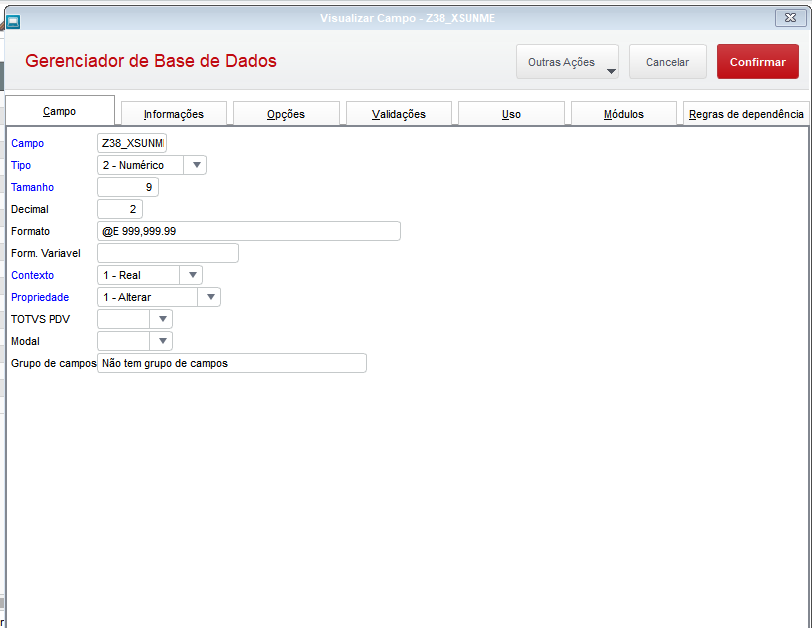 Visualizar Campo - Z38_XSUNME
Gerenciador de Base de Dados
Outras Ações
Cancelar
Confirmar
Campo
Informações
Opções
Validações
Uso
Módulos
Regras de dependência
Campo Z38_XSUNM
Tipo 2 - Numérico
Tamanho 9
Decimal 2
Formato @E 999,999.99
Form. Variavel
Contexto 1 - Real
Propriedade 1 - Alterar
TOTVS PDV
Modal
Grupo de campos Não tem grupo de campos